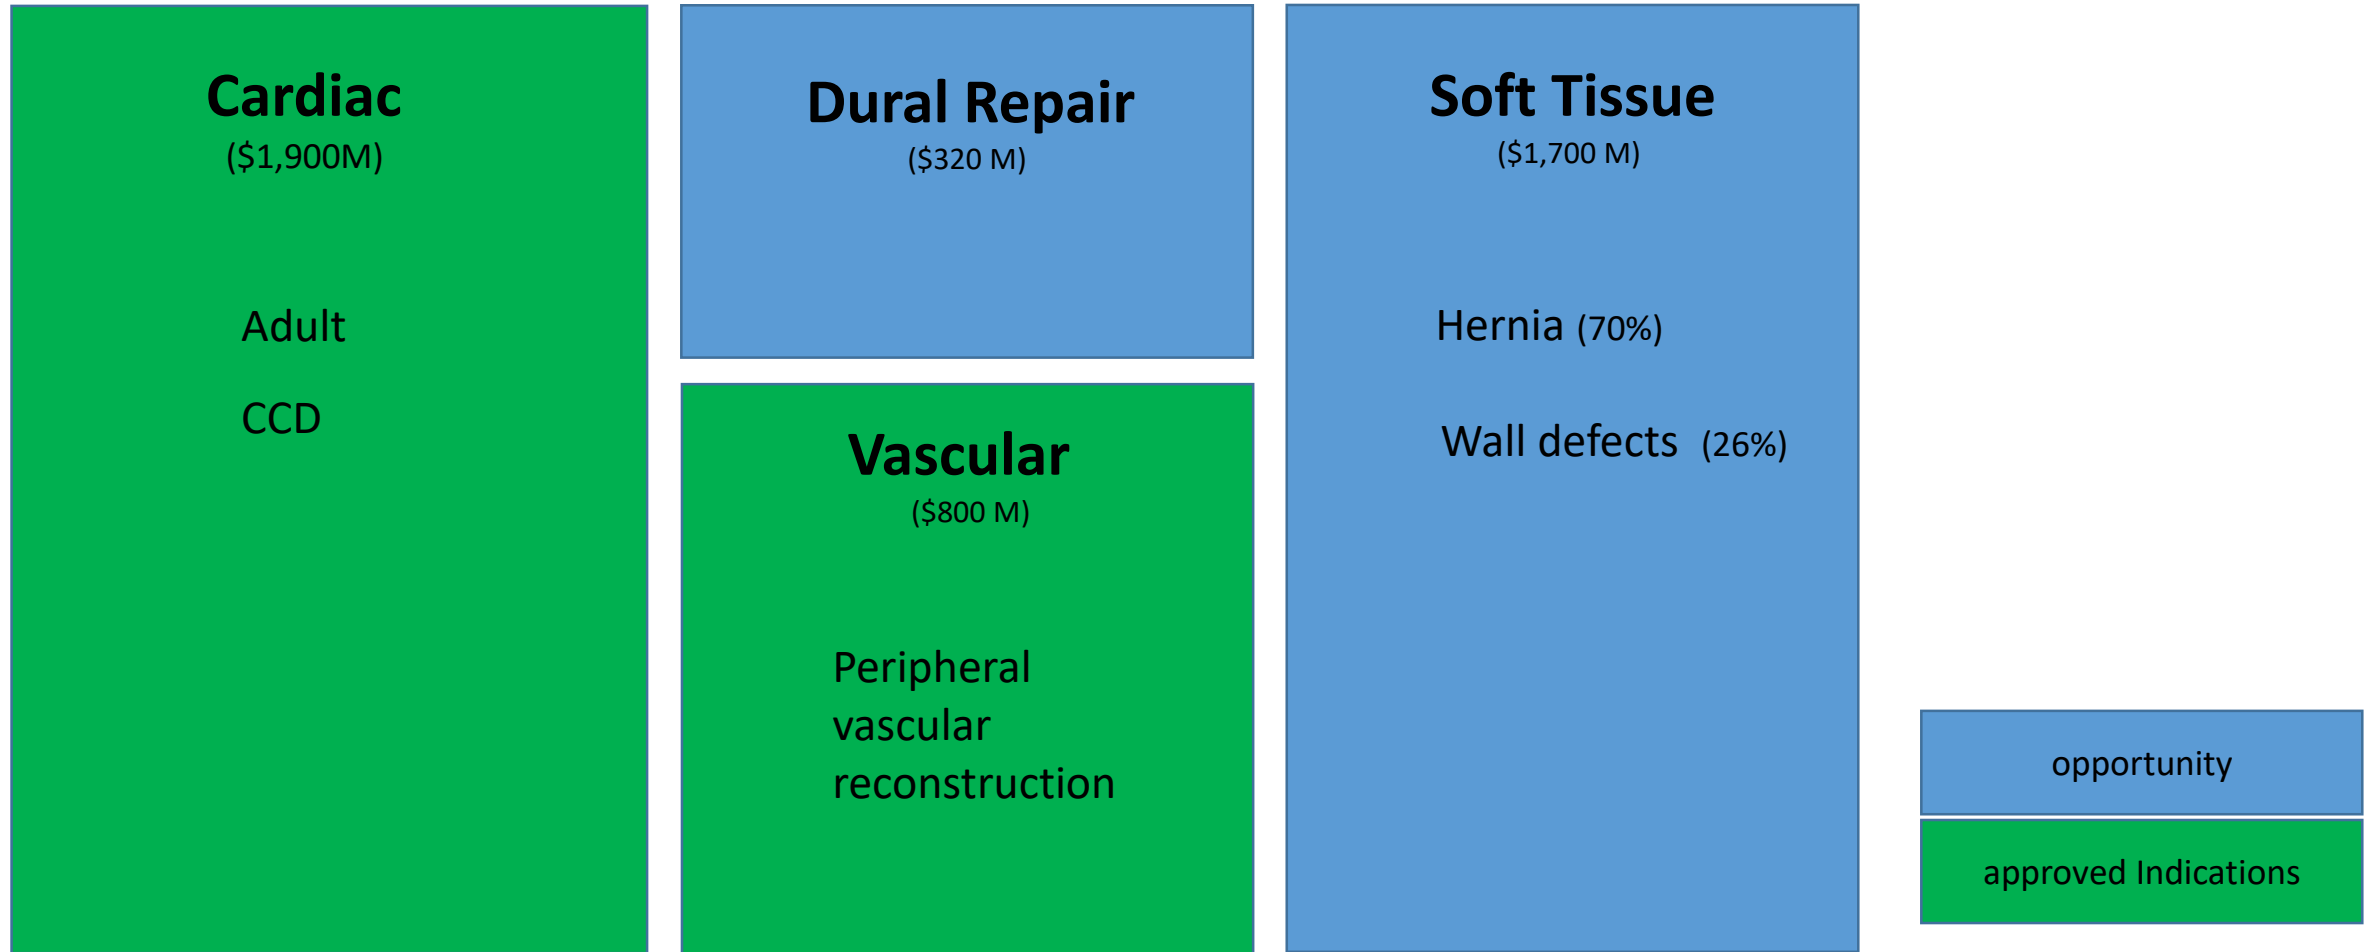 Cardiac
($1,900M)
Adult
CCD
Dural Repair
($320 M)
Vascular
($800 M)
Peripheral
vascular
reconstruction
Soft Tissue
($1,700 M)
Hernia (70%)
Wall defects (26%)
opportunity
approved Indications